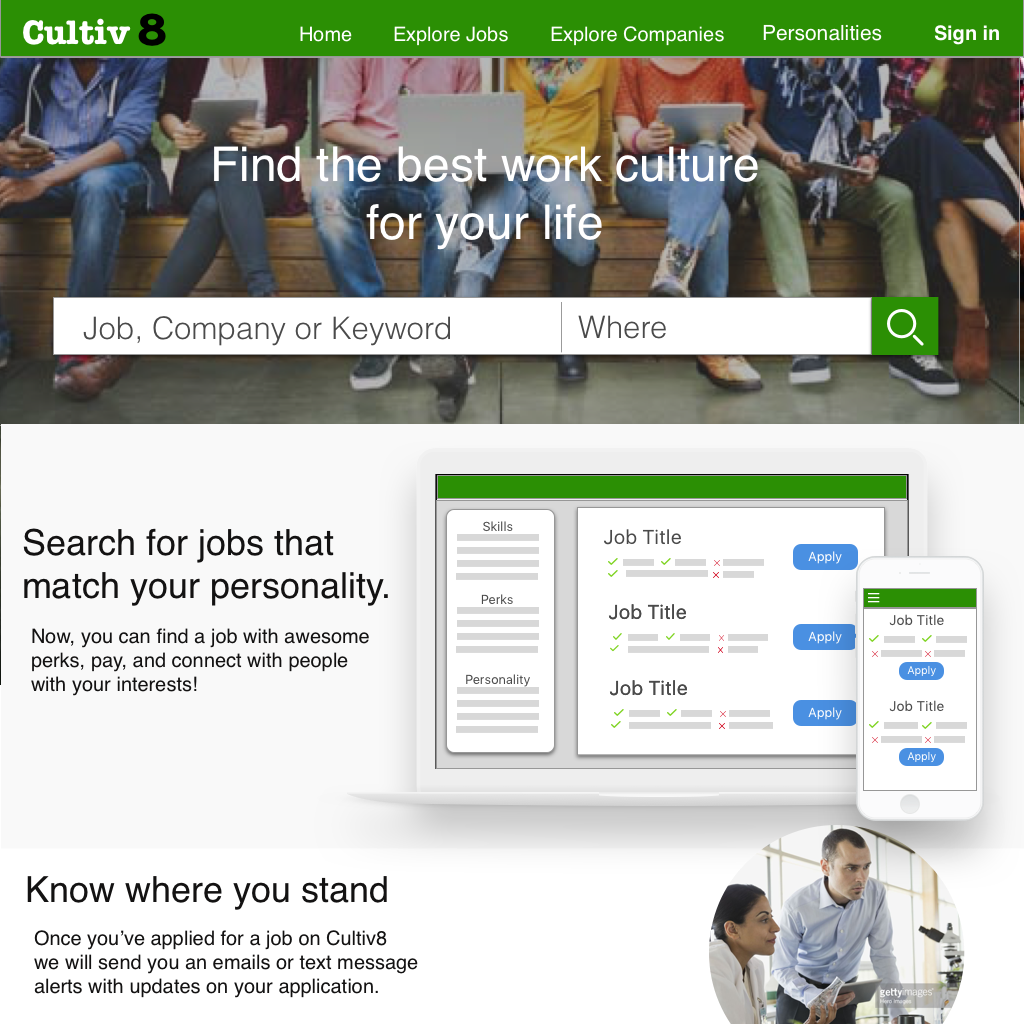 Cultiv 8
Home Explore Jobs Explore Companies Personalities Sign in
Find the best work culture
for your life
Job, Company or Keyword Where
Search for jobs that
match your personality.
Now, you can find a job with awesome
perks, pay, and connect with people
with your interests!
Skills
Perks
Personality
Job Title
Apply
Job Title
Apply
Job Title
Apply
Job Title
Apply
Job Title
Apply
Know where you stand
Once you’ve applied for a job on Cultiv8
we will send you an emails or text message
alerts with updates on your application.
gettyimages